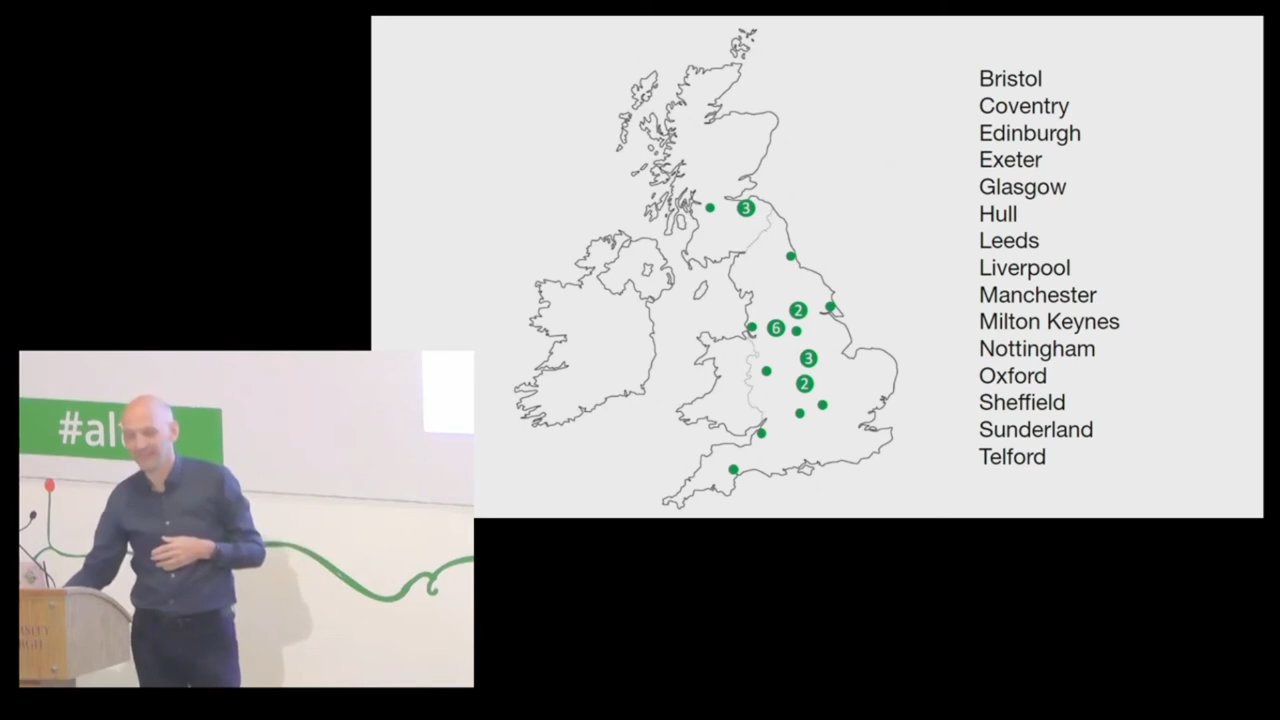 Bristol
Coventry
Edinburgh
Exeter
Glasgow
Hull
Leeds
Liverpool
Manchester
Milton Keynes
Nottingham
Oxford
Sheffield
Sunderland
Telford
3
2
6
3
2